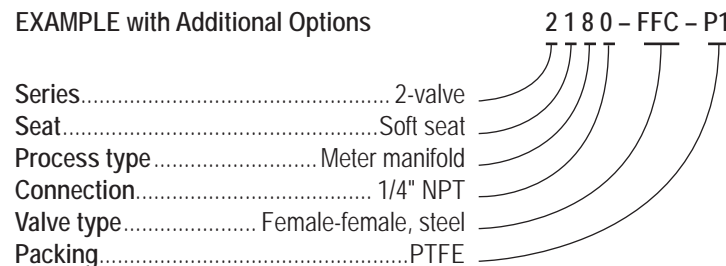 EXAMPLE with Additional Options 2 1 8 0 – FFC – P1
Series................................................. 2-valve
Seat...................................................Soft seat
Process type.......................... Meter manifold
Connection...................................... 1/4" NPT
Valve type..................... Female-female, steel
Packing..................................................PTFE